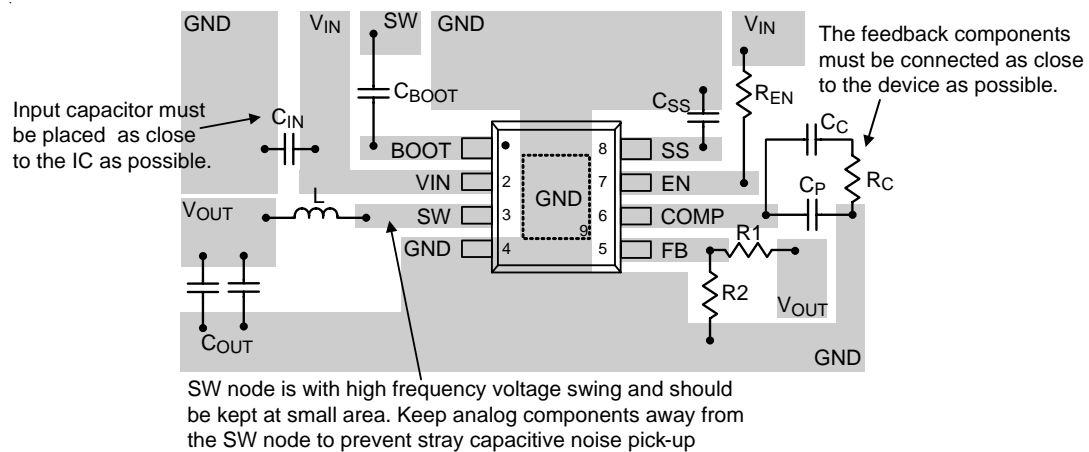 GND
VIN
SW
GND
VIN
The feedback components
must be connected as close
to the device as possible.
Input capacitor must
be placed as close
to the IC as possible.
CIN
CBOOT
CSS
REN
CC
CP
RC
BOOT
VIN
SW
GND
2
3
4
GND
9
8
7
6
5
SS
EN
COMP
FB
VOUT
L
COUT
R1
R2
VOUT
GND
SW node is with high frequency voltage swing and should
be kept at small area. Keep analog components away from
the SW node to prevent stray capacitive noise pick-up